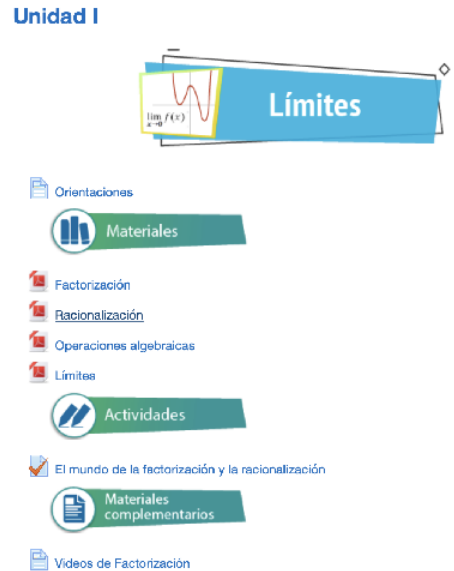 Unidad I
lim f(x)
x→0
Límites
Orientaciones
Materiales
Factorización
Racionalización
Operaciones algebraicas
Límites
Actividades
El mundo de la factorización y la racionalización
Materiales
complementarios
Videos de Factorización